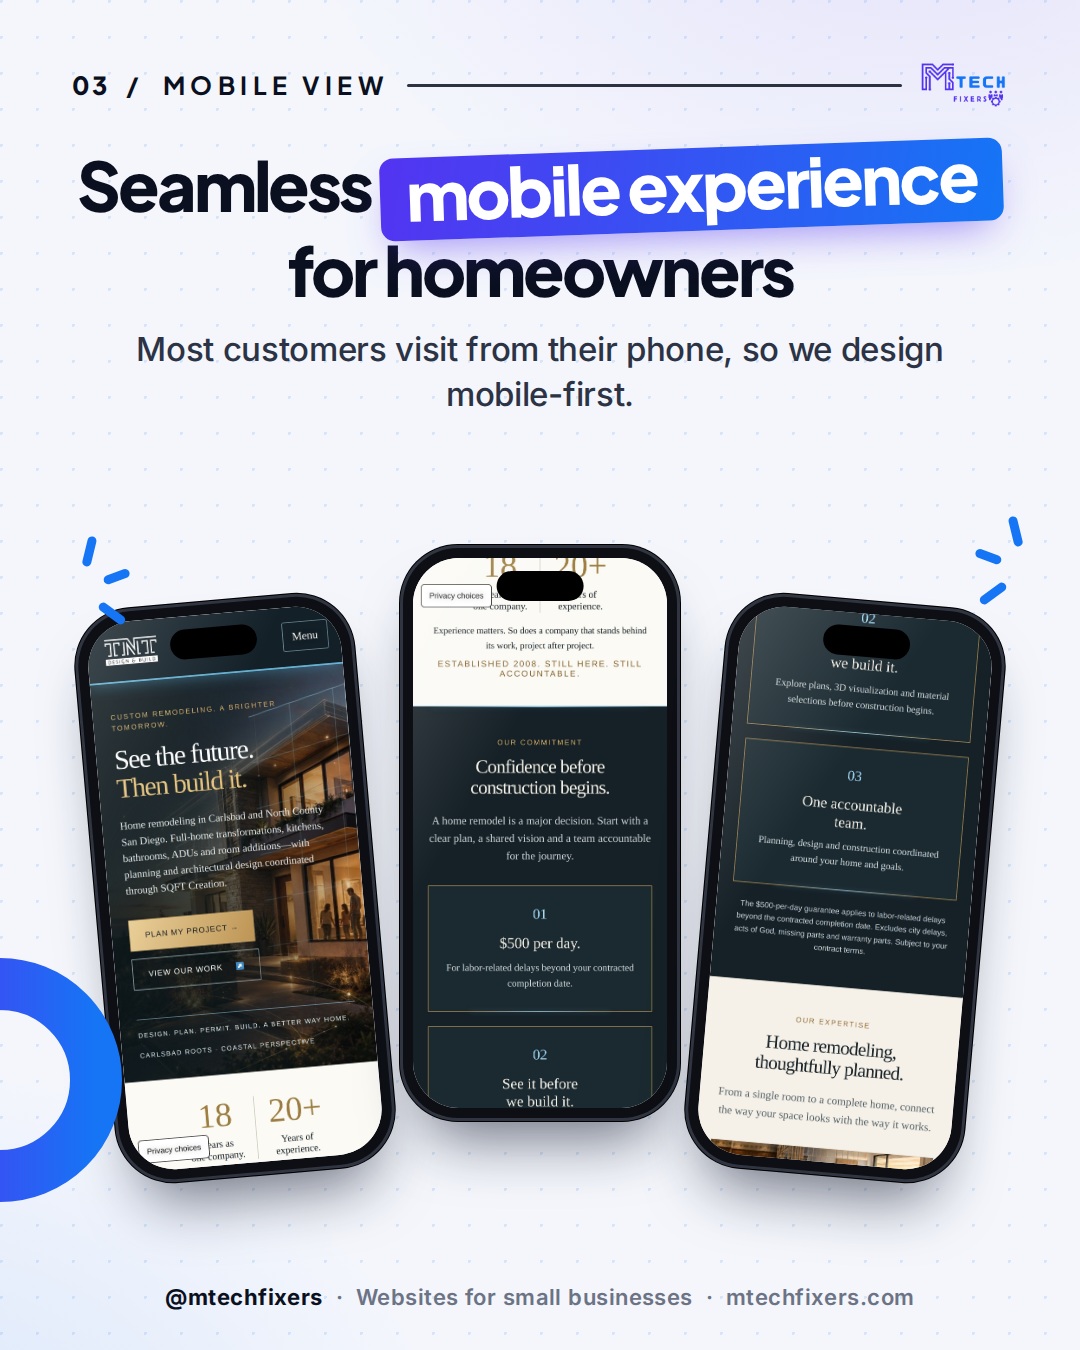 03 / MOBILE VIEW
MTECH
FIXERS
Seamless mobile experience
for homeowners
Most customers visit from their phone, so we design
mobile-first.
TNT
DESIGN & BUILD
Menu
CUSTOM REMODELING. A BRIGHTER
TOMORROW.
See the future.
Then build it.
Home remodeling in Carlsbad and North County
San Diego. Full-home transformations, kitchens,
bathrooms, ADUs and room additions—with
planning and architectural design coordinated
through SQFT Creation.
PLAN MY PROJECT →
VIEW OUR WORK
DESIGN. PLAN. PERMIT. BUILD. A BETTER WAY HOME.
CARLSBAD ROOTS · COASTAL PERSPECTIVE
18 20+
ears as Years of
one company. experience.
Privacy choices
18 20+
Privacy choices
ea rs of
one company. experience.
Experience matters. So does a company that stands behind
its work, project after project.
ESTABLISHED 2008. STILL HERE. STILL
ACCOUNTABLE.
OUR COMMITMENT
Confidence before
construction begins.
A home remodel is a major decision. Start with a
clear plan, a shared vision and a team accountable
for the journey.
01
$500 per day.
For labor-related delays beyond your contracted
completion date.
02
See it before
we build it.
02
we build it.
Explore plans, 3D visualization and material
selections before construction begins.
03
One accountable
team.
Planning, design and construction coordinated
around your home and goals.
The $500-per-day guarantee applies to labor-related delays
beyond the contracted completion date. Excludes city delays,
acts of God, missing parts and warranty parts. Subject to your
contract terms.
OUR EXPERTISE
Home remodeling,
thoughtfully planned.
From a single room to a complete home, connect
the way your space looks with the way it works.
@mtechfixers · Websites for small businesses · mtechfixers.com